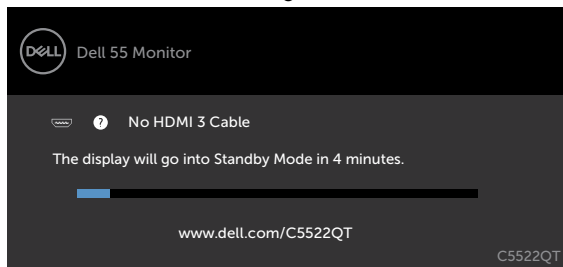 DELL
Dell 55 Monitor
? No HDMI 3 Cable
The display will go into Standby Mode in 4 minutes.
www.dell.com/C5522QT
C5522QT